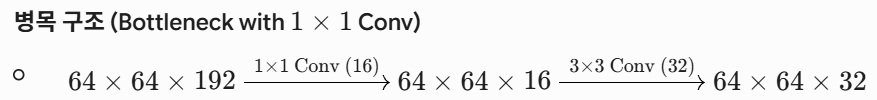 병목 구조 (Bottleneck with 1 × 1 Conv)
○ 64 × 64 × 192 1×1 Conv (16) → 64 × 64 × 16 3×3 Conv (32) → 64 × 64 × 32